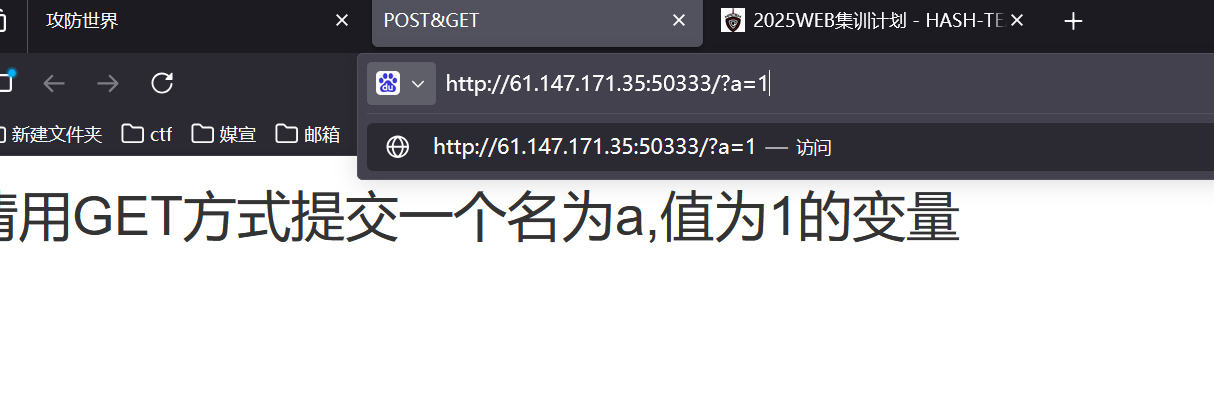 攻防世界
POST&GET
2025WEB集训计划 - HASH-TE
http://61.147.171.35:50333/?a=1
新建文件夹 ctf 媒宣 邮箱
http://61.147.171.35:50333/?a=1 — 访问
请用GET方式提交一个名为a,值为1的变量